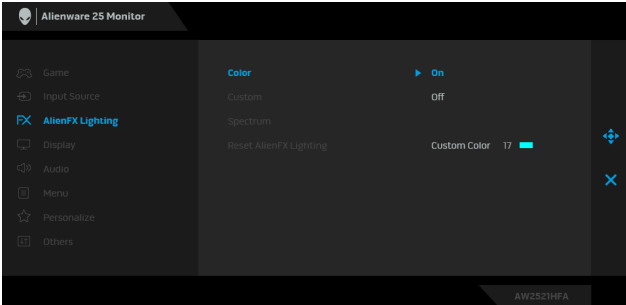 Alienware 25 Monitor
Game
Color
On
Input Source
Custom
Off
AlienFX Lighting
Spectrum
Display
Reset AlienFX Lighting
Custom Color 17
Audio
Menu
Personalize
Others
AW2521HFA